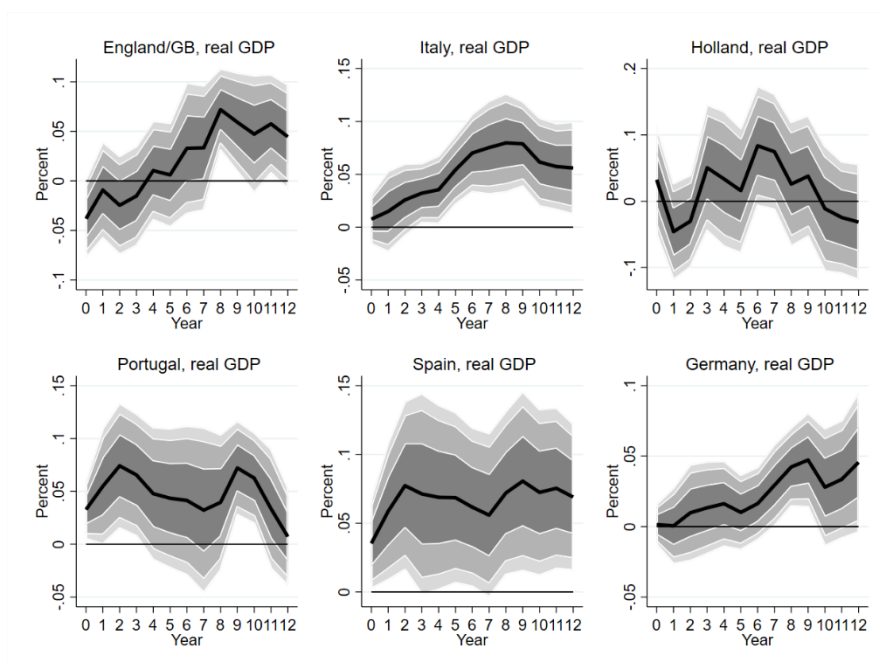 England/GB, real GDP
Percent
.1
.05
0
-.05
-.1
0 1 2 3 4 5 6 7 8 9 10 11 12
Year
Italy, real GDP
Percent
.15
.1
.05
0
-.05
0 1 2 3 4 5 6 7 8 9 10 11 12
Year
Holland, real GDP
Percent
.2
.1
0
-.1
0 1 2 3 4 5 6 7 8 9 10 11 12
Year
Portugal, real GDP
Percent
.15
.1
.05
0
-.05
0 1 2 3 4 5 6 7 8 9 10 11 12
Year
Spain, real GDP
Percent
.15
.1
.05
0
0 1 2 3 4 5 6 7 8 9 10 11 12
Year
Germany, real GDP
Percent
.1
.05
0
-.05
0 1 2 3 4 5 6 7 8 9 10 11 12
Year